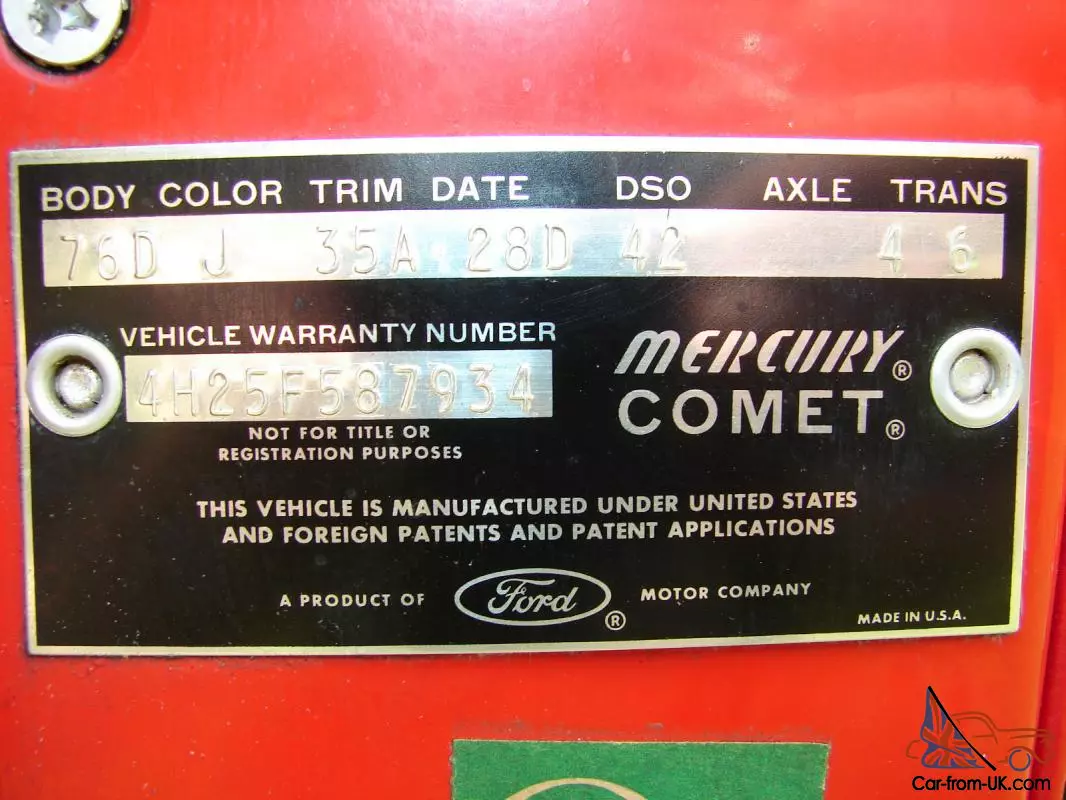 BODY COLOR TRIM DATE DSO AXLE TRANS
76D J 35A 28D 42 4 6
VEHICLE WARRANTY NUMBER
4H25F587934
NOT FOR TITLE OR
REGISTRATION PURPOSES
MERCURY®
COMET®
THIS VEHICLE IS MANUFACTURED UNDER UNITED STATES
AND FOREIGN PATENTS AND PATENT APPLICATIONS
A PRODUCT OF Ford® MOTOR COMPANY
MADE IN U.S.A.
Car-from-UK.com